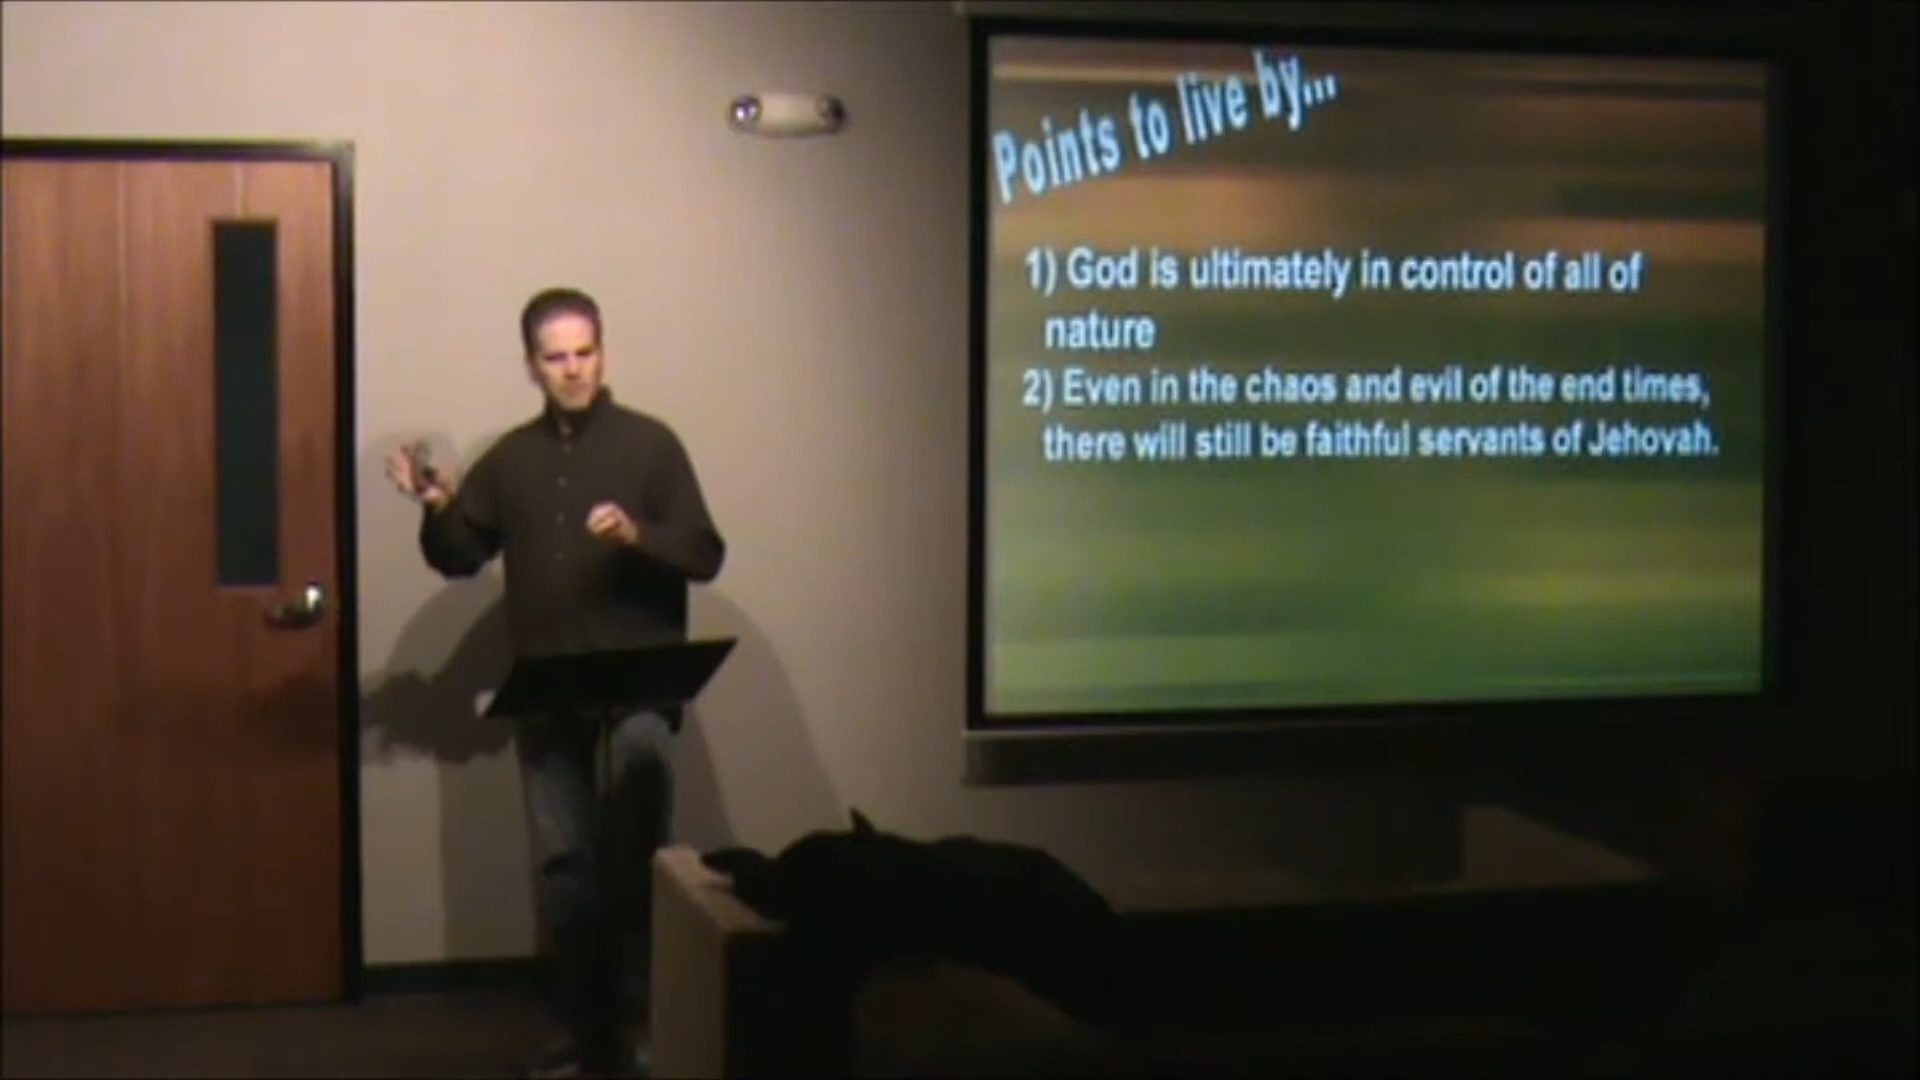 Points to live by...
1) God is ultimately in control of all of
nature
2) Even in the chaos and evil of the end times,
there will still be faithful servants of Jehovah.